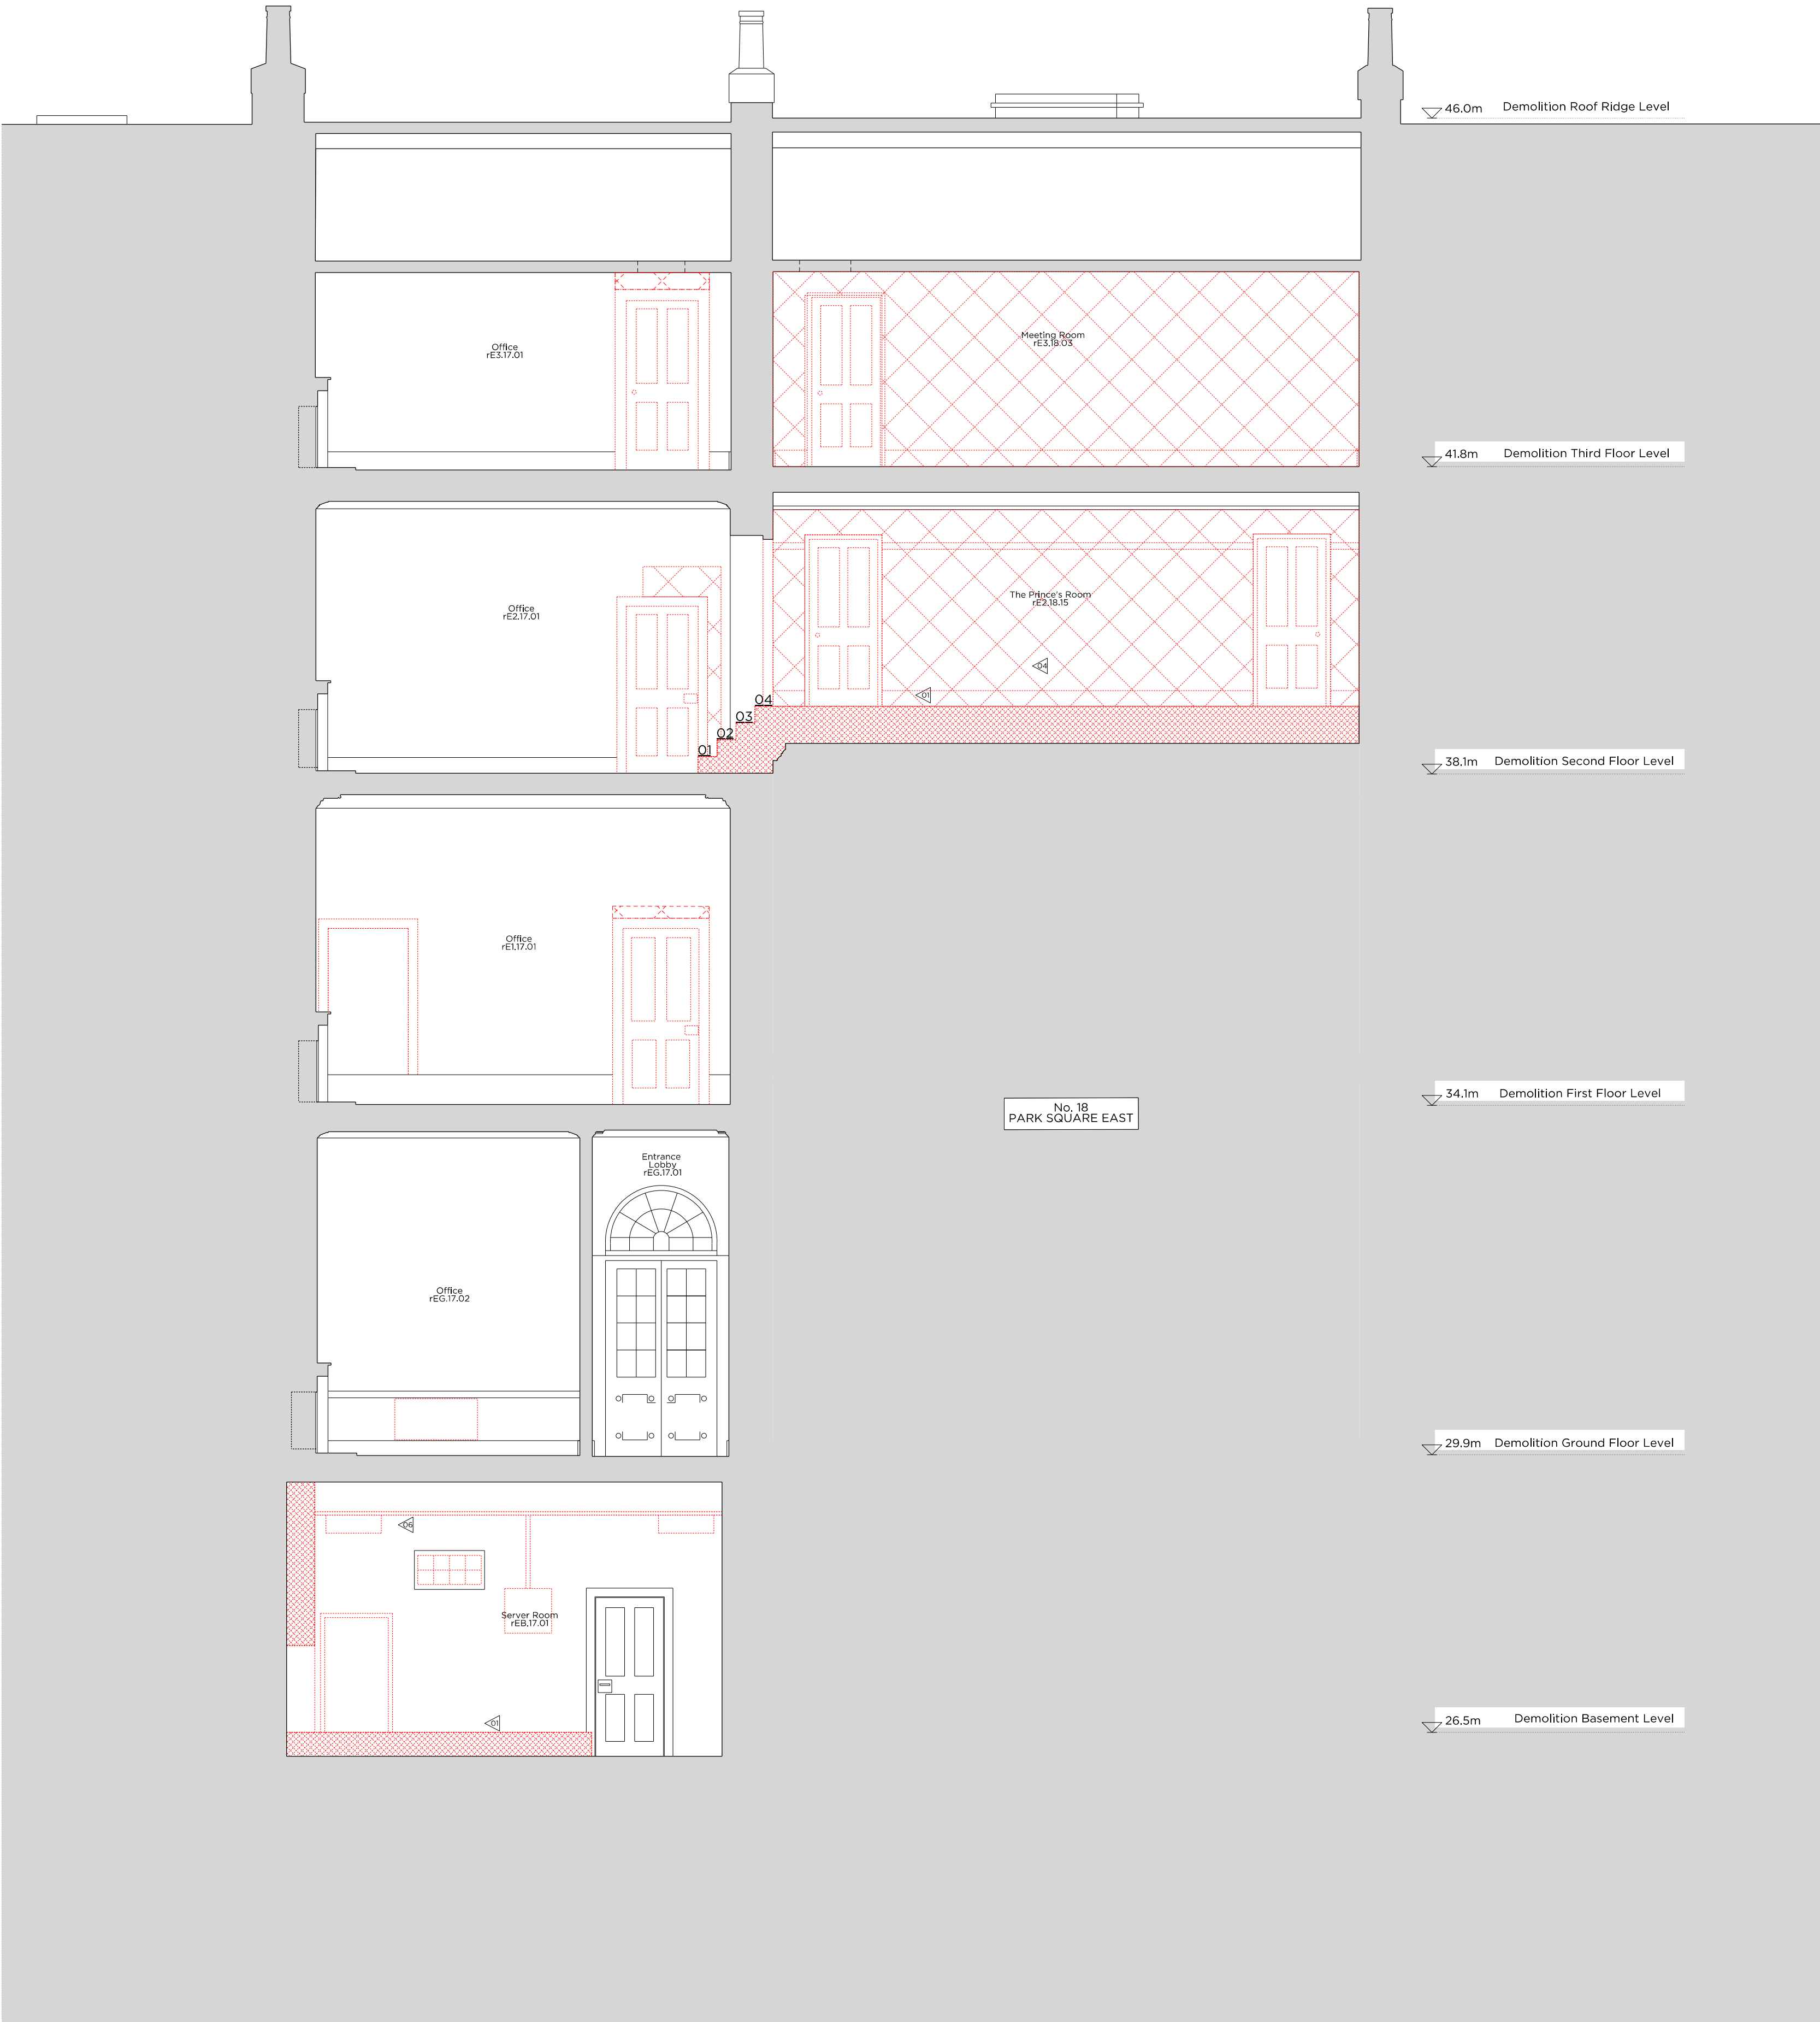 46.0m Demolition Roof Ridge Level
Office
rE3.17.01
Meeting Room
rE3.18.03
41.8m Demolition Third Floor Level
Office
rE2.17.01
The Prince's Room
rE2.18.15
04
01
04
03
02
01
38.1m Demolition Second Floor Level
Office
rE1.17.01
34.1m Demolition First Floor Level
No. 18
PARK SQUARE EAST
Entrance
Lobby
rEG.17.01
Office
rEG.17.02
29.9m Demolition Ground Floor Level
06
Server Room
rEB.17.01
01
26.5m Demolition Basement Level